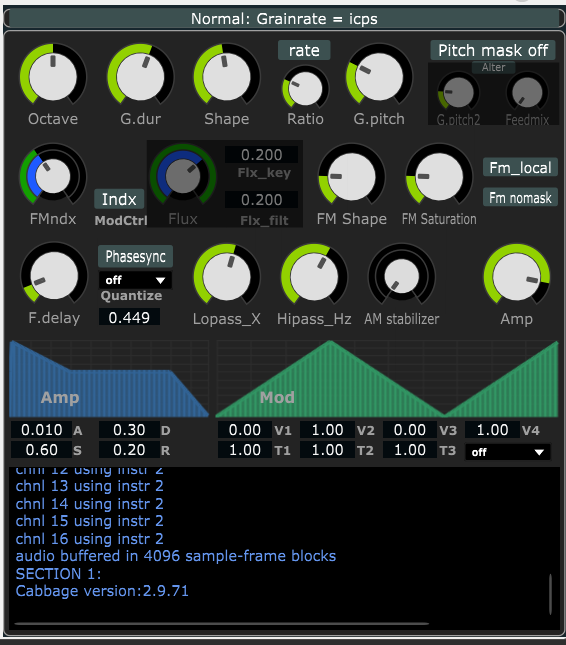 Normal: Grainrate = icps
rate
Pitch mask off
Alter
Octave G.dur Shape Ratio G.pitch G.pitch2 Feedmix
0.200
Flx_key
Fm_local
Indx
0.200
Fm nomask
FMndx ModCtrl Flux Flx_filt FM Shape FM Saturation
Phasesync
off
Quantize
F.delay 0.449 Lopass_X Hipass_Hz AM stabilizer Amp
Amp Mod
0.010 A 0.30 D 0.00 V1 1.00 V2 0.00 V3 1.00 V4
0.60 S 0.20 R 1.00 T1 1.00 T2 1.00 T3 off
chnl 12 using instr 2
chnl 13 using instr 2
chnl 14 using instr 2
chnl 15 using instr 2
chnl 16 using instr 2
audio buffered in 4096 sample-frame blocks
SECTION 1:
Cabbage version:2.9.71